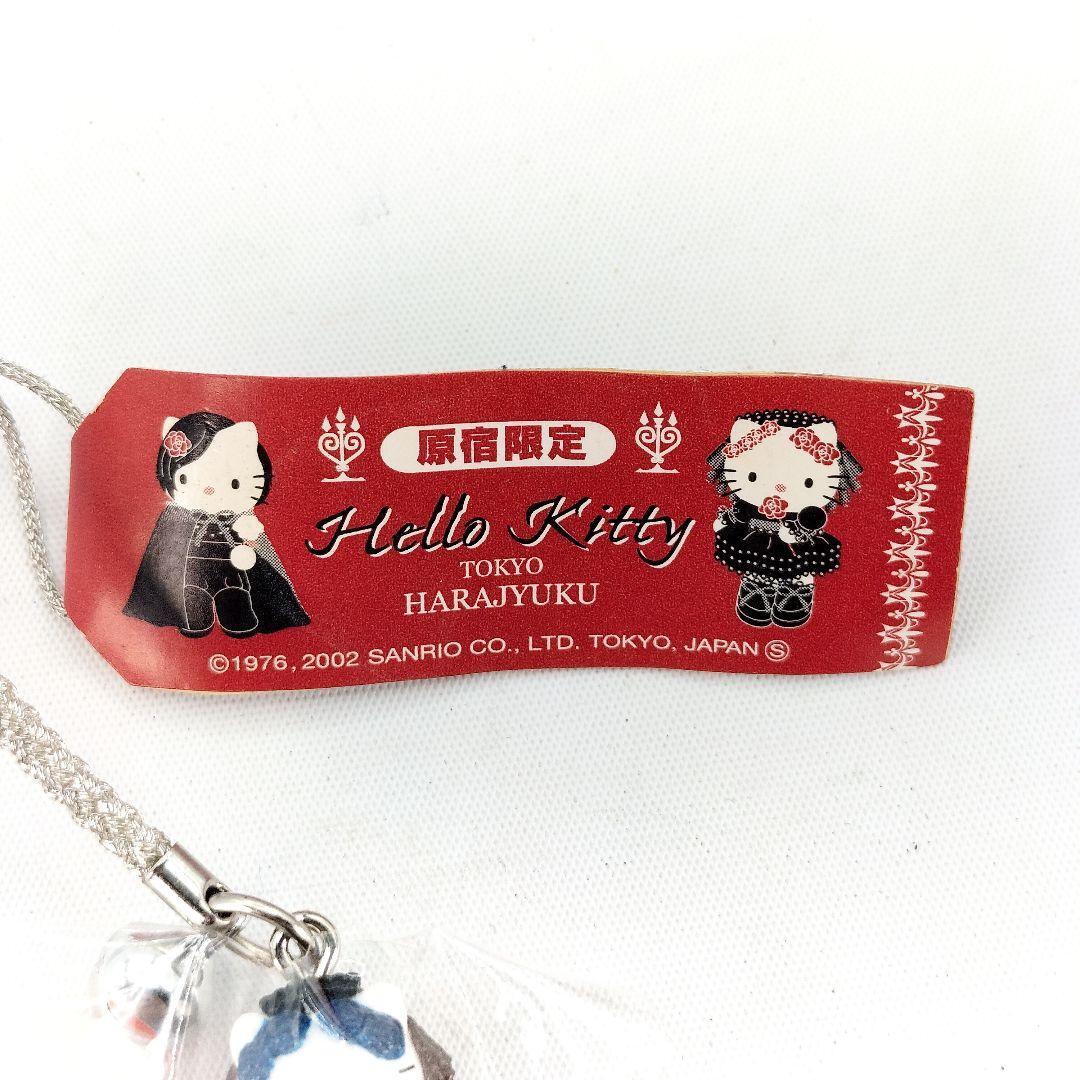 原宿限定
Hello Kitty
TOKYO
HARAJYUKU
©1976, 2002 SANRIO CO., LTD. TOKYO, JAPAN Ⓢ